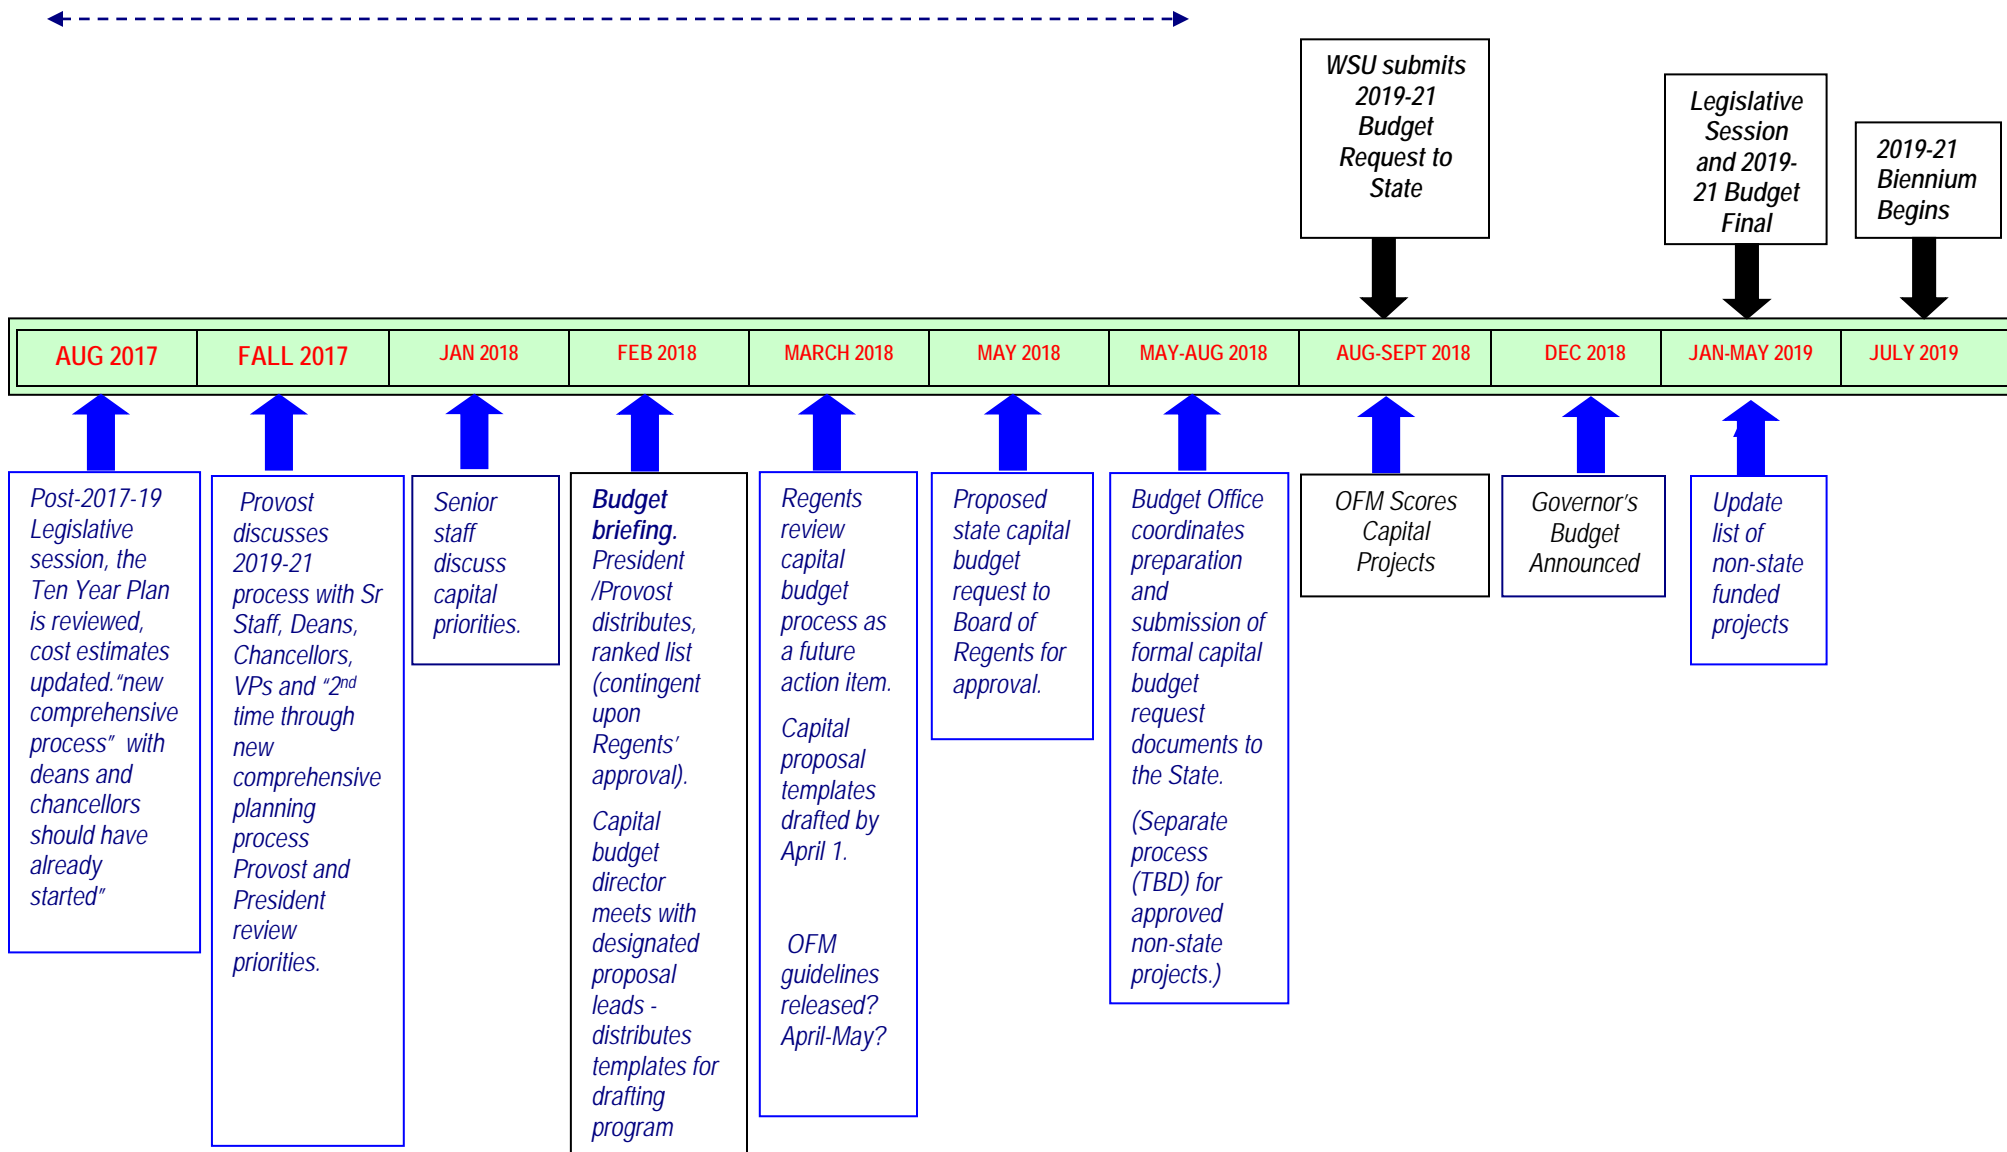 WSU submits
2019-21
Budget
Request to
State
Legislative
Session
and 2019-
21 Budget
Final
2019-21
Biennium
Begins
AUG 2017
FALL 2017
JAN 2018
FEB 2018
MARCH 2018
MAY 2018
MAY-AUG 2018
AUG-SEPT 2018
DEC 2018
JAN-MAY 2019
JULY 2019
Post-2017-19
Legislative
session, the
Ten Year Plan
is reviewed,
cost estimates
updated."new
comprehensive
process" with
deans and
chancellors
should have
already
started"
Provost
discusses
2019-21
process with Sr
Staff, Deans,
Chancellors,
VPs and "2nd
time through
new
comprehensive
planning
process
Provost and
President
review
priorities.
Senior
staff
discuss
capital
priorities.
Budget
briefing.
President
/Provost
distributes,
ranked list
(contingent
upon
Regents'
approval).
Capital
budget
director
meets with
designated
proposal
leads -
distributes
templates for
drafting
program
Regents
review
capital
budget
process as
a future
action item.
Capital
proposal
templates
drafted by
April 1.
OFM
guidelines
released?
April-May?
Proposed
state capital
budget
request to
Board of
Regents for
approval.
Budget Office
coordinates
preparation
and
submission of
formal capital
budget
request
documents to
the State.
(Separate
process
(TBD) for
approved
non-state
projects.)
OFM Scores
Capital
Projects
Governor's
Budget
Announced
Update
list of
non-state
funded
projects